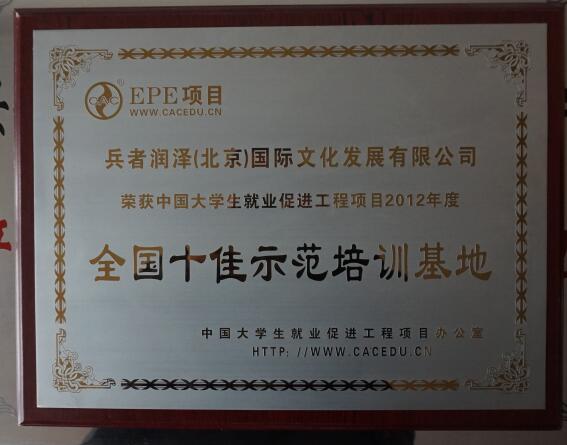 CAC ® EPE项目
WWW.CACEDU.CN
兵者润泽(北京)国际文化发展有限公司
荣获中国大学生就业促进工程项目2012年度
全国十佳示范培训基地
中国大学生就业促进工程项目办公室
HTTP: //WWW.CACEDU.CN